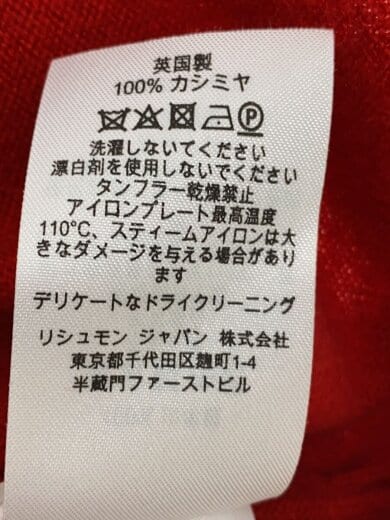 英国製
100% カシミヤ
P
洗濯しないてください
漂白剤を使用しないでください
タンフラー乾燥禁止
アイロンプレート最高温度
110°C、スティームアイロンは大
きなダメージを与える場合があり
ます
デリケートなドライクリーニング
リシュモン ジャパン 株式会社
東京都千代田区麹町1-4
半蔵門ファーストビル